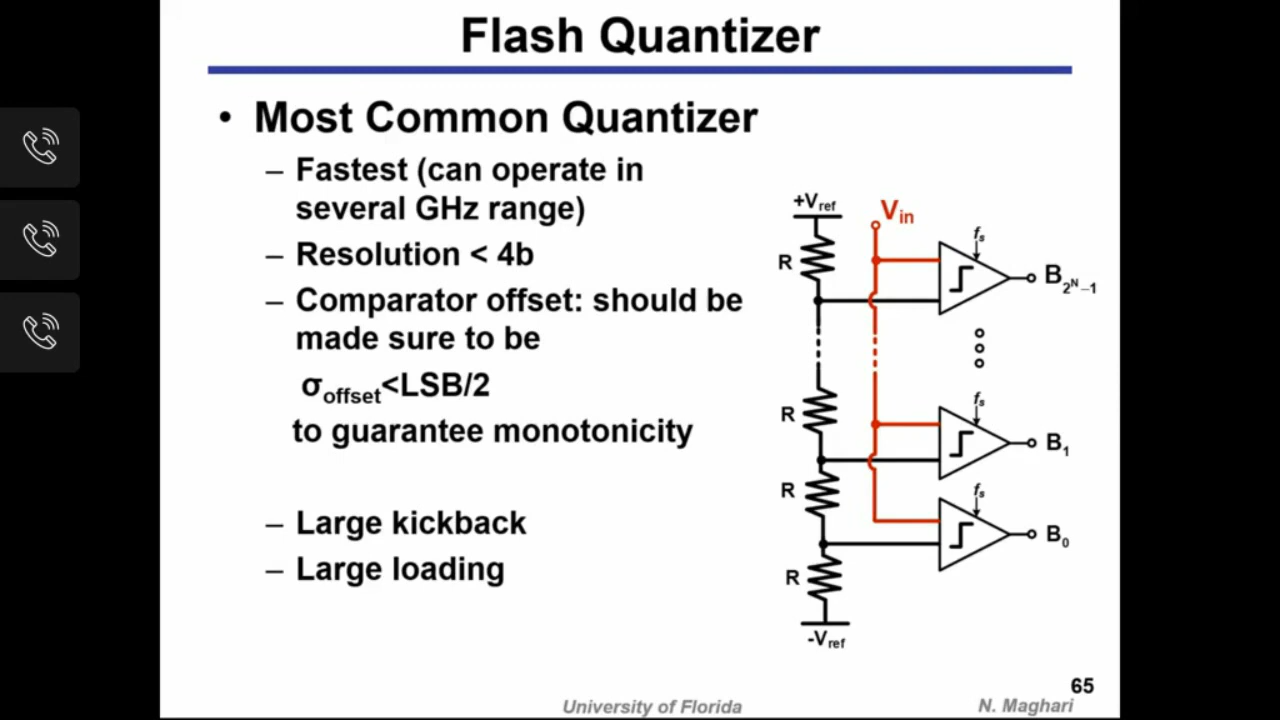 Flash Quantizer
• Most Common Quantizer
– Fastest (can operate in
several GHz range)
– Resolution < 4b
– Comparator offset: should be
made sure to be
σoffset<LSB/2
to guarantee monotonicity
– Large kickback
– Large loading
+Vref
Vin
fs
R
B2^N–1
fs
R
B1
R
fs
B0
R
-Vref
65
University of Florida
N. Maghari